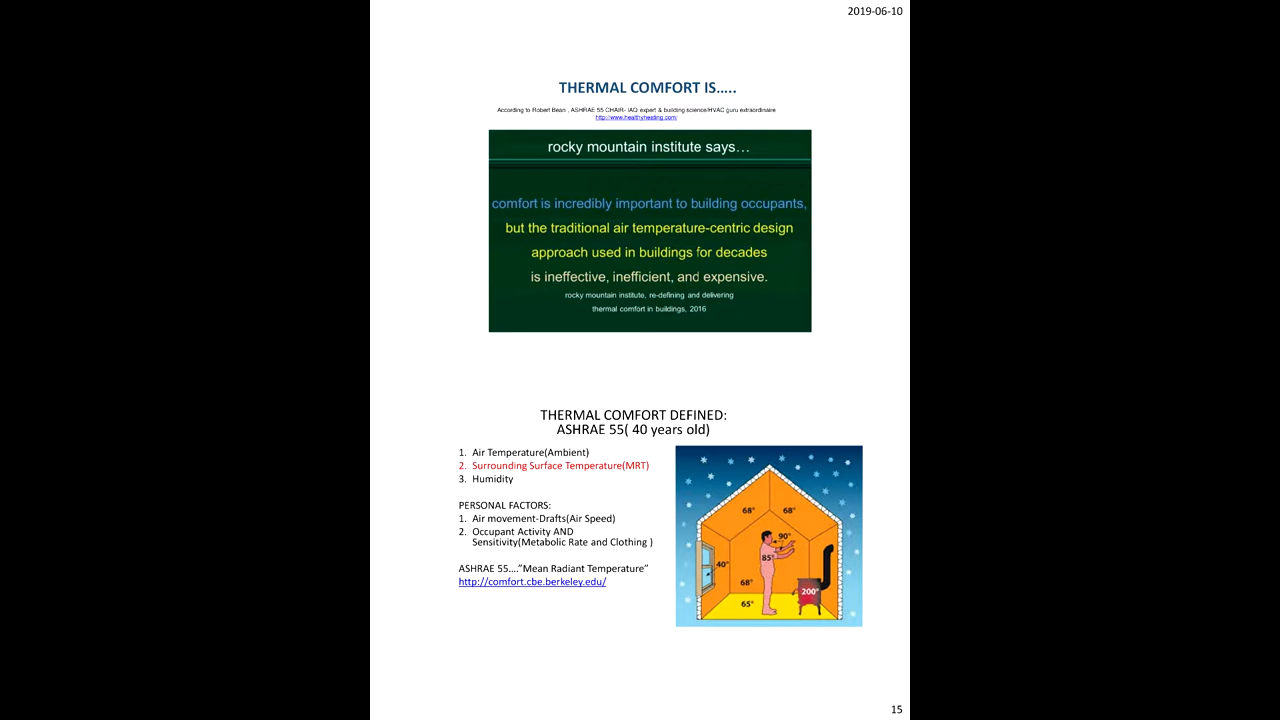 2019-06-10
THERMAL COMFORT IS…..
According to Robert Bean , ASHRAE 55 CHAIR- IAQ expert & building science/HVAC guru extraordinaire
http://www.healthyheating.com/
rocky mountain institute says…
comfort is incredibly important to building occupants,
but the traditional air temperature-centric design
approach used in buildings for decades
is ineffective, inefficient, and expensive.
rocky mountain institute, re-defining and delivering
thermal comfort in buildings, 2016
THERMAL COMFORT DEFINED:
ASHRAE 55( 40 years old)
1. Air Temperature(Ambient)
2. Surrounding Surface Temperature(MRT)
3. Humidity
PERSONAL FACTORS:
1. Air movement-Drafts(Air Speed)
2. Occupant Activity AND
Sensitivity(Metabolic Rate and Clothing )
ASHRAE 55….”Mean Radiant Temperature”
http://comfort.cbe.berkeley.edu/
68° 68°
90°
85°
40°
68°
200°
65°
15